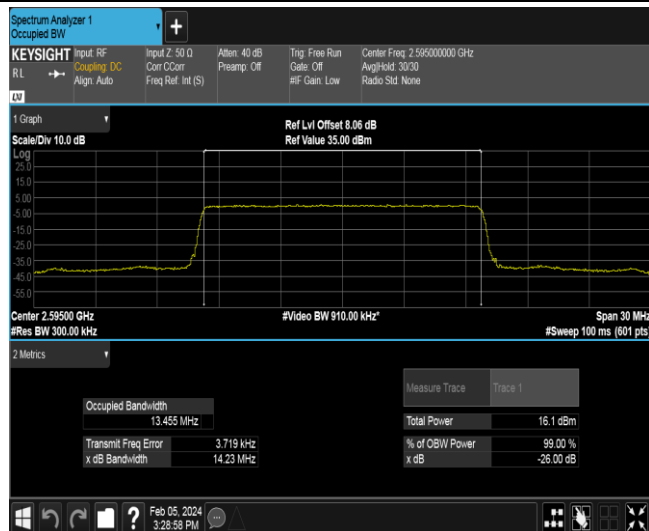 Spectrum Analyzer 1
Occupied BW
+
KEYSIGHT
RL
Input: RF
Coupling: DC
Align: Auto
Input Z: 50 Ω
Corr CCorr
Freq Ref: Int (S)
Atten: 40 dB
Preamp: Off
Trig: Free Run
Gate: Off
#IF Gain: Low
Center Freq: 2.595000000 GHz
Avg|Hold: 30/30
Radio Std: None
LXI
1 Graph
Scale/Div 10.0 dB
Ref Lvl Offset 8.06 dB
Ref Value 35.00 dBm
Log
25.0
15.0
5.00
-5.00
-15.0
-25.0
-35.0
-45.0
-55.0
Center 2.59500 GHz
#Res BW 300.00 kHz
#Video BW 910.00 kHz*
Span 30 MHz
#Sweep 100 ms (601 pts)
2 Metrics
Measure Trace
Trace 1
Occupied Bandwidth
13.455 MHz
Total Power
16.1 dBm
Transmit Freq Error
3.719 kHz
% of OBW Power
99.00 %
x dB Bandwidth
14.23 MHz
x dB
-26.00 dB
?
Feb 05, 2024
3:28:58 PM